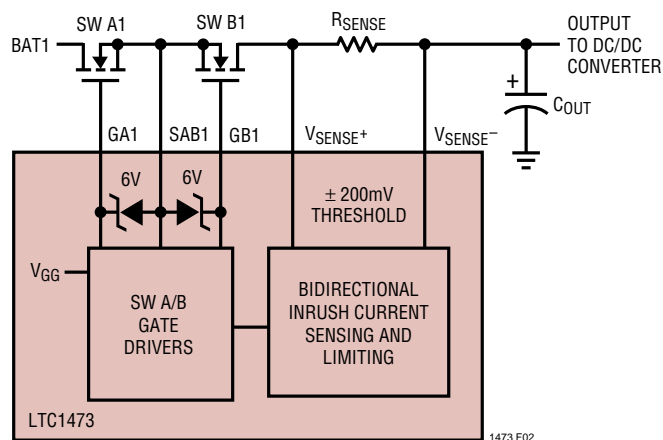 SW A1
SW B1
RSENSE
OUTPUT
TO DC/DC
CONVERTER
BAT1
+
COUT
GA1
SAB1
GB1
VSENSE+
VSENSE–
6V
6V
± 200mV
THRESHOLD
VGG
SW A/B
GATE
DRIVERS
BIDIRECTIONAL
INRUSH CURRENT
SENSING AND
LIMITING
LTC1473
1473 F02